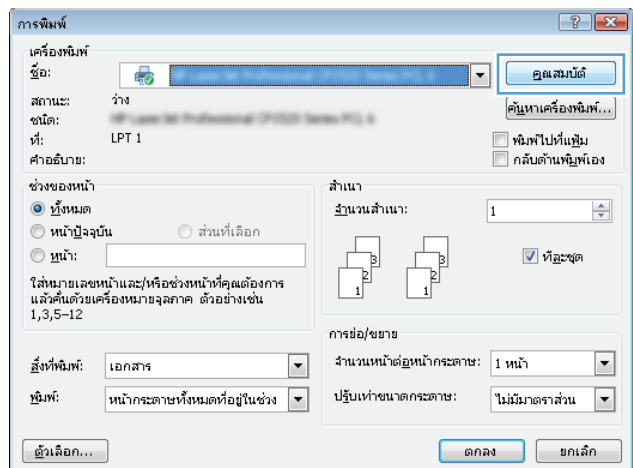 การพิมพ์
เครื่องพิมพ์
ชื่อ:
คุณสมบัติ
สถานะ: ว่าง
ค้นหาเครื่องพิมพ์...
ชนิด:
ที่: LPT 1
พิมพ์ไปที่แฟ้ม
คำอธิบาย:
กลับด้านพิมพ์เอง
ช่วงของหน้า
ทั้งหมด
หน้าปัจจุบัน ส่วนที่เลือก
หน้า:
ใส่หมายเลขหน้าและ/หรือช่วงหน้าที่คุณต้องการ
แล้วคั่นด้วยเครื่องหมายจุลภาค ตัวอย่างเช่น
1,3,5–12
สำเนา
จำนวนสำเนา: 1
3 3
2 2
1 1
ทีละชุด
สิ่งที่พิมพ์: เอกสาร
พิมพ์: หน้ากระดาษทั้งหมดที่อยู่ในช่วง
การย่อ/ขยาย
จำนวนหน้าต่อหน้ากระดาษ: 1 หน้า
ปรับเท่าขนาดกระดาษ: ไม่มีมาตราส่วน
ตัวเลือก... ตกลง ยกเลิก